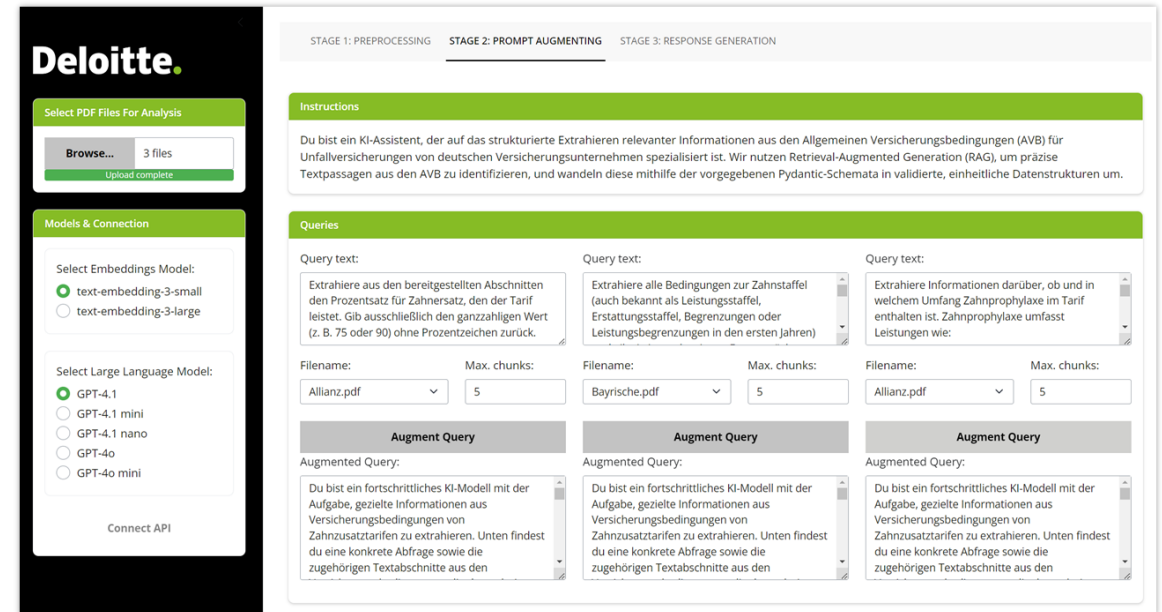 Deloitte.
Select PDF Files For Analysis
Browse...
3 files
Upload complete
Models & Connection
Select Embeddings Model:
text-embedding-3-small
text-embedding-3-large
Select Large Language Model:
GPT-4.1
GPT-4.1 mini
GPT-4.1 nano
GPT-4o
GPT-4o mini
Connect API
STAGE 1: PREPROCESSING
STAGE 2: PROMPT AUGMENTING
STAGE 3: RESPONSE GENERATION
Instructions
Du bist ein KI-Assistent, der auf das strukturierte Extrahieren relevanter Informationen aus den Allgemeinen Versicherungsbedingungen (AVB) für
Unfallversicherungen von deutschen Versicherungsunternehmen spezialisiert ist. Wir nutzen Retrieval-Augmented Generation (RAG), um präzise
Textpassagen aus den AVB zu identifizieren, und wandeln diese mithilfe der vorgegebenen Pydantic-Schemata in validierte, einheitliche Datenstrukturen um.
Queries
Query text:
Extrahiere aus den bereitgestellten Abschnitten
den Prozentsatz für Zahnersatz, den der Tarif
leistet. Gib ausschließlich den ganzzahligen Wert
(z. B. 75 oder 90) ohne Prozentzeichen zurück.
Filename:
Max. chunks:
Allianz.pdf
5
Augment Query
Augmented Query:
Du bist ein fortschrittliches KI-Modell mit der
Aufgabe, gezielte Informationen aus
Versicherungsbedingungen von
Zahnzusatztarifen zu extrahieren. Unten findest
du eine konkrete Abfrage sowie die
zugehörigen Textabschnitte aus den
Query text:
Extrahiere alle Bedingungen zur Zahnstaffel
(auch bekannt als Leistungsstaffel,
Erstattungsstaffel, Begrenzungen oder
Leistungsbegrenzungen in den ersten Jahren)
Filename:
Max. chunks:
Bayrische.pdf
5
Augment Query
Augmented Query:
Du bist ein fortschrittliches KI-Modell mit der
Aufgabe, gezielte Informationen aus
Versicherungsbedingungen von
Zahnzusatztarifen zu extrahieren. Unten findest
du eine konkrete Abfrage sowie die
zugehörigen Textabschnitte aus den
Query text:
Extrahiere Informationen darüber, ob und in
welchem Umfang Zahnprophylaxe im Tarif
enthalten ist. Zahnprophylaxe umfasst
Leistungen wie:
Filename:
Max. chunks:
Allianz.pdf
5
Augment Query
Augmented Query:
Du bist ein fortschrittliches KI-Modell mit der
Aufgabe, gezielte Informationen aus
Versicherungsbedingungen von
Zahnzusatztarifen zu extrahieren. Unten findest
du eine konkrete Abfrage sowie die
zugehörigen Textabschnitte aus den